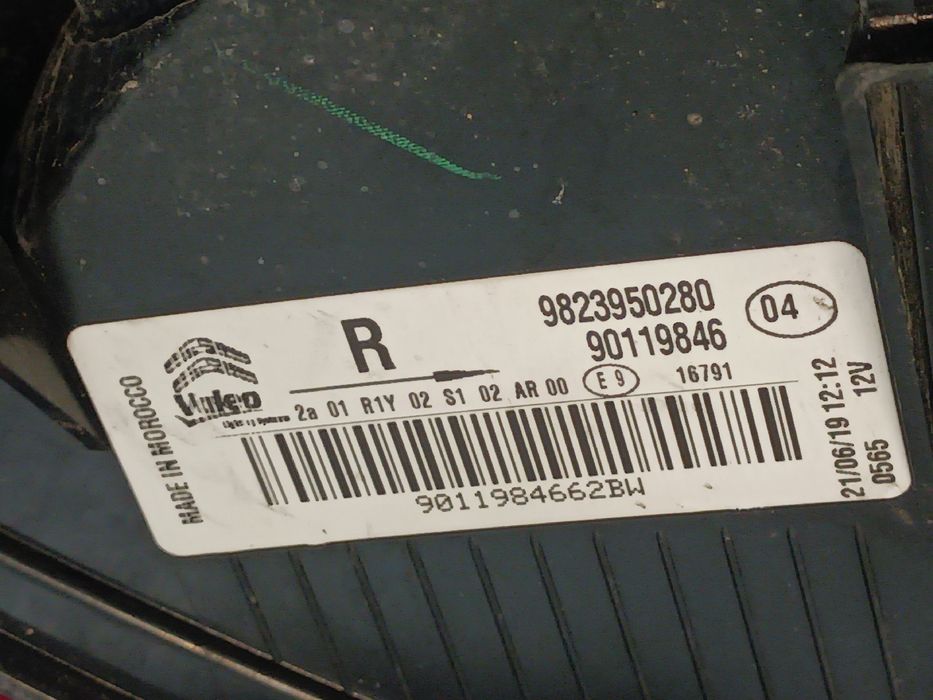 MADE IN MOROCCO
Valeo
R
9823950280
04
90119846
2a 01 R1Y 02 S1 02 AR 00
E 9
16791
9011984662BW
21/06/19 12:12
0565 12V